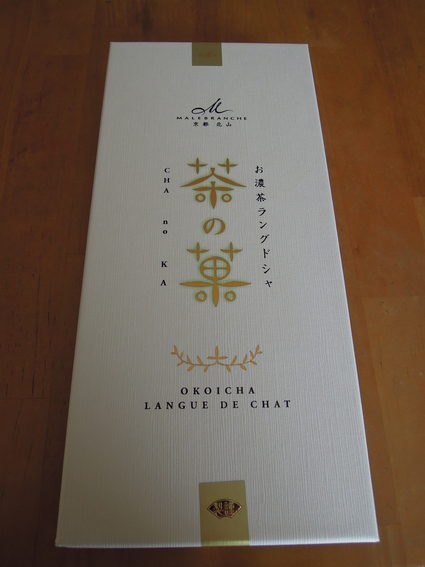 M
MALEBRANCHE
京都 北山
お濃茶ラングドシャ
茶の菓
CHA no KA
OKOICHA
LANGUE DE CHAT